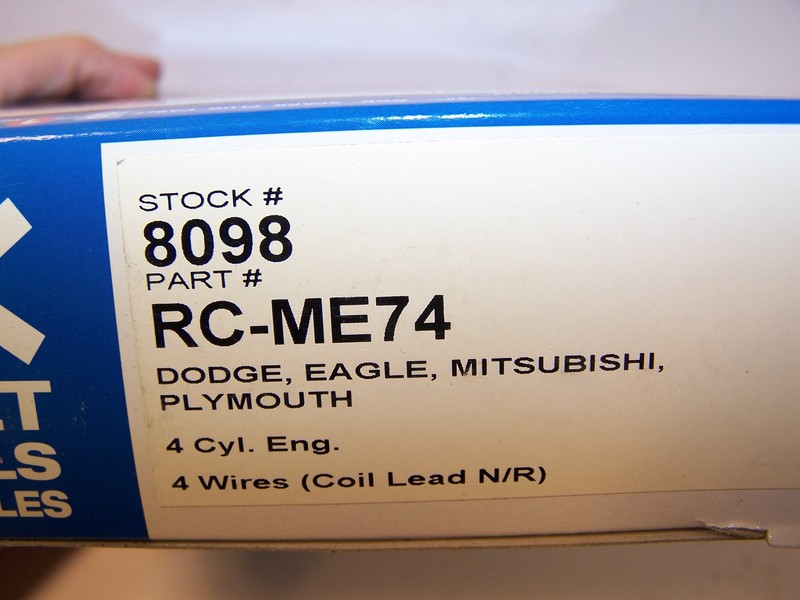 STOCK #
8098
PART #
RC-ME74
DODGE, EAGLE, MITSUBISHI,
PLYMOUTH
4 Cyl. Eng.
4 Wires (Coil Lead N/R)